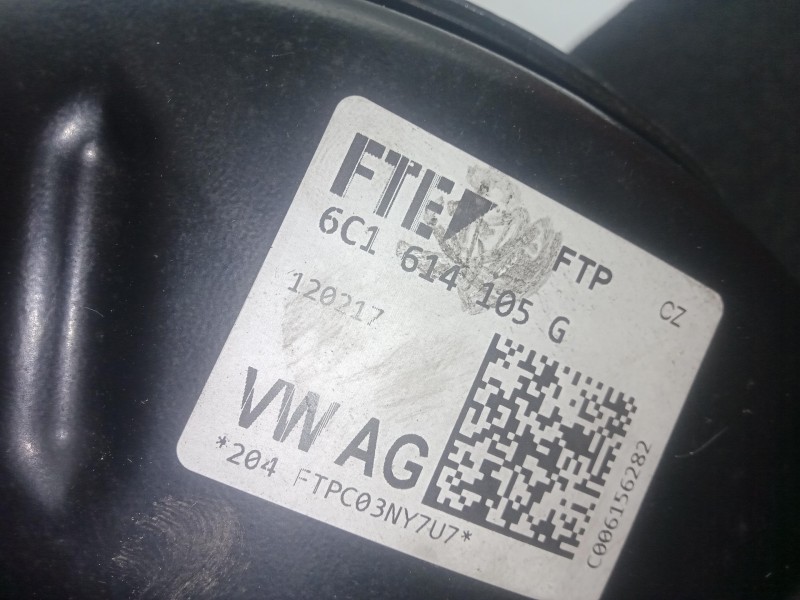 FTE
FTP
CZ
6C1 614 105 G
120217
VW AG
*204 FTPC03NY7U7*
C006156282